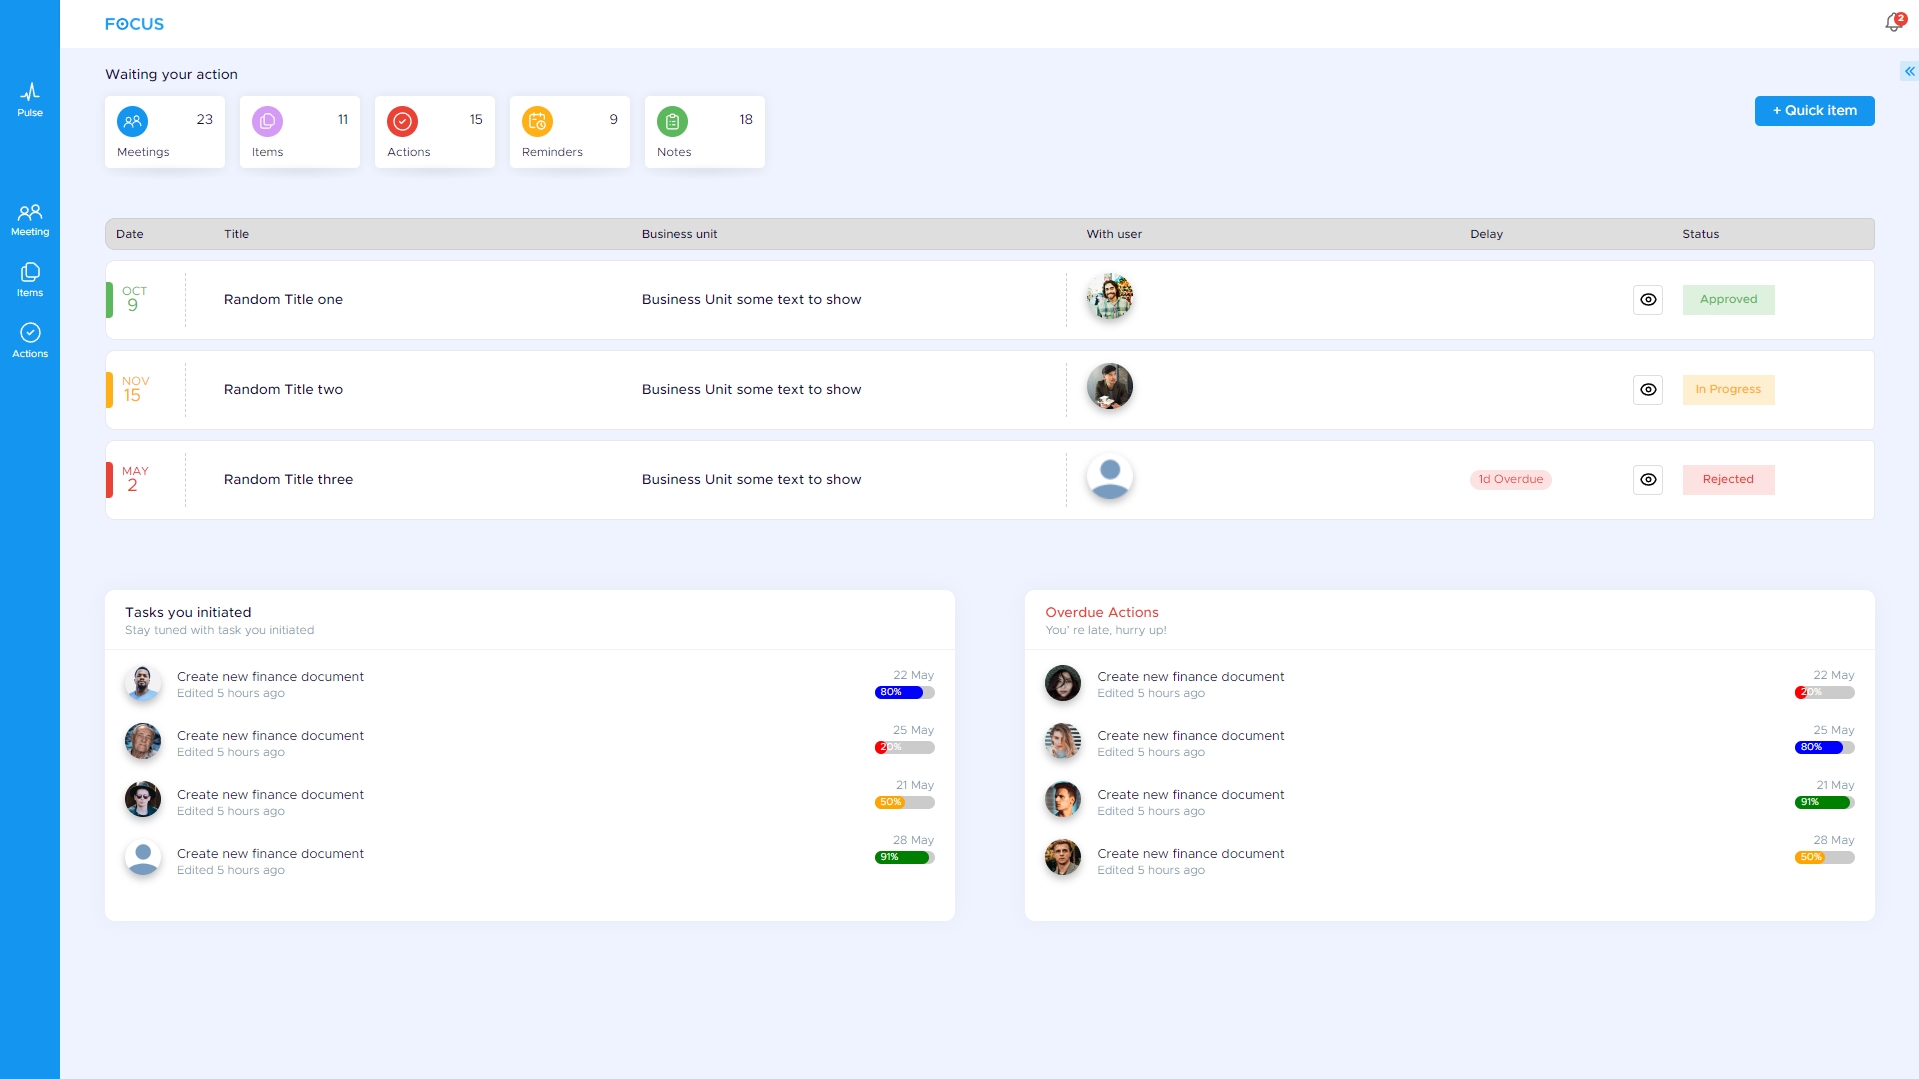 FOCUS
2
Waiting your action
Pulse
Meeting
Items
Actions
23
Meetings
11
Items
15
Actions
9
Reminders
18
Notes
+ Quick item
Date Title Business unit With user Delay Status
OCT
9
Random Title one
Business Unit some text to show
Approved
NOV
15
Random Title two
Business Unit some text to show
In Progress
MAY
2
Random Title three
Business Unit some text to show
1d Overdue
Rejected
Tasks you initiated
Stay tuned with task you initiated
Create new finance document
Edited 5 hours ago
22 May
80%
Create new finance document
Edited 5 hours ago
25 May
20%
Create new finance document
Edited 5 hours ago
21 May
50%
Create new finance document
Edited 5 hours ago
28 May
91%
Overdue Actions
You' re late, hurry up!
Create new finance document
Edited 5 hours ago
22 May
20%
Create new finance document
Edited 5 hours ago
25 May
80%
Create new finance document
Edited 5 hours ago
21 May
91%
Create new finance document
Edited 5 hours ago
28 May
50%